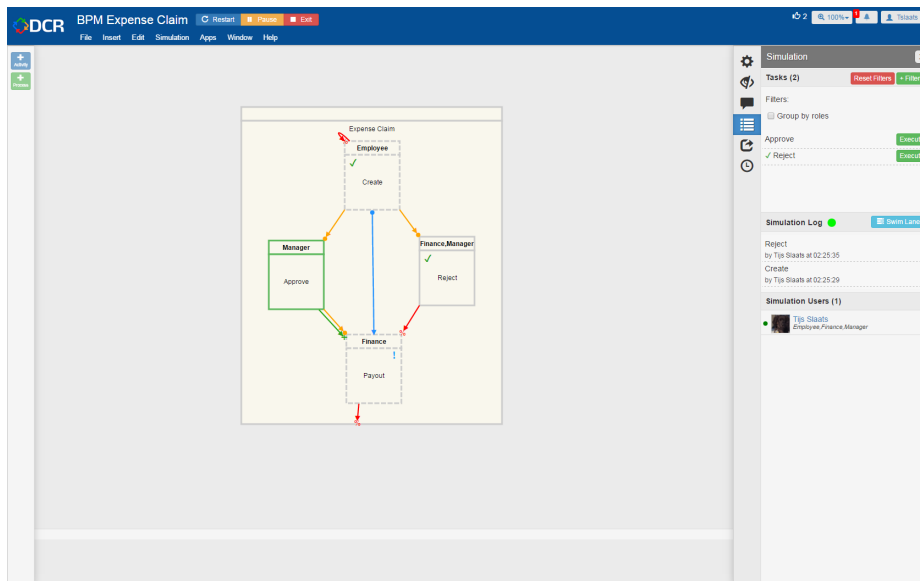 DCR
BPM Expense Claim
Restart
Pause
Exit
2
100%
1
Tslaats
File Insert Edit Simulation Apps Window Help
Activity
Process
Expense Claim
Employee
Create
Manager
Approve
Finance,Manager
Reject
Finance
!
Payout
Simulation
Tasks (2)
Reset Filters
+ Filter
Filters:
Group by roles
Approve
Execut
Reject
Execut
Simulation Log
Swim Lane
Reject
by Tijs Slaats at 02:25:35
Create
by Tijs Slaats at 02:25:29
Simulation Users (1)
Tijs Slaats
Employee,Finance,Manager